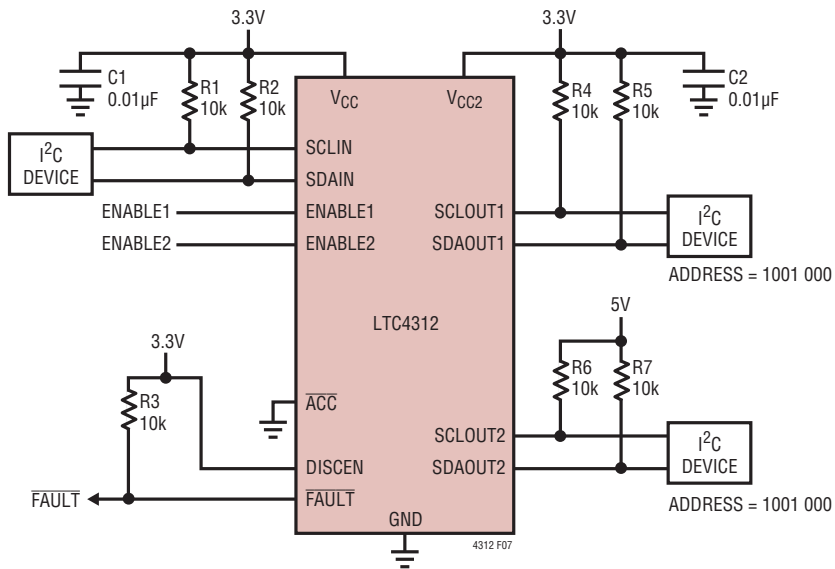 3.3V
3.3V
C1
0.01µF
R1
10k
R2
10k
VCC
VCC2
R4
10k
R5
10k
C2
0.01µF
I2C
DEVICE
SCLIN
SDAIN
ENABLE1
ENABLE1
ENABLE2
ENABLE2
SCLOUT1
SDAOUT1
I2C
DEVICE
ADDRESS = 1001 000
LTC4312
3.3V
R3
10k
5V
R6
10k
R7
10k
ACC
SCLOUT2
SDAOUT2
I2C
DEVICE
ADDRESS = 1001 000
DISCEN
FAULT
FAULT
GND
4312 F07